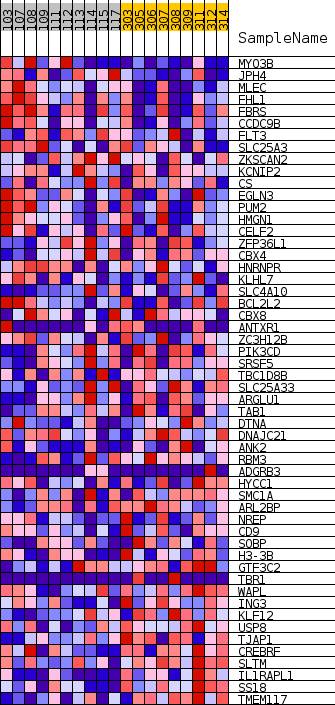 103 107 108 109 111 112 113 114 115 117 303 305 306 307 308 309 311 312 314
SampleName
MYO3B
JPH4
MLEC
FHL1
FBRS
CCDC9B
FLT3
SLC25A3
ZKSCAN2
KCNIP2
CS
EGLN3
PUM2
HMGN1
CELF2
ZFP36L1
CBX4
HNRNPR
KLHL7
SLC4A10
BCL2L2
CBX8
ANTXR1
ZC3H12B
PIK3CD
SRSF5
TBC1D8B
SLC25A33
ARGLU1
TAB1
DTNA
DNAJC21
ANK2
RBM3
ADGRB3
HYCC1
SMC1A
ARL2BP
NREP
CD9
SOBP
H3-3B
GTF3C2
TBR1
WAPL
ING3
KLF12
USP8
TJAP1
CREBRF
SLTM
IL1RAPL1
SS18
TMEM117